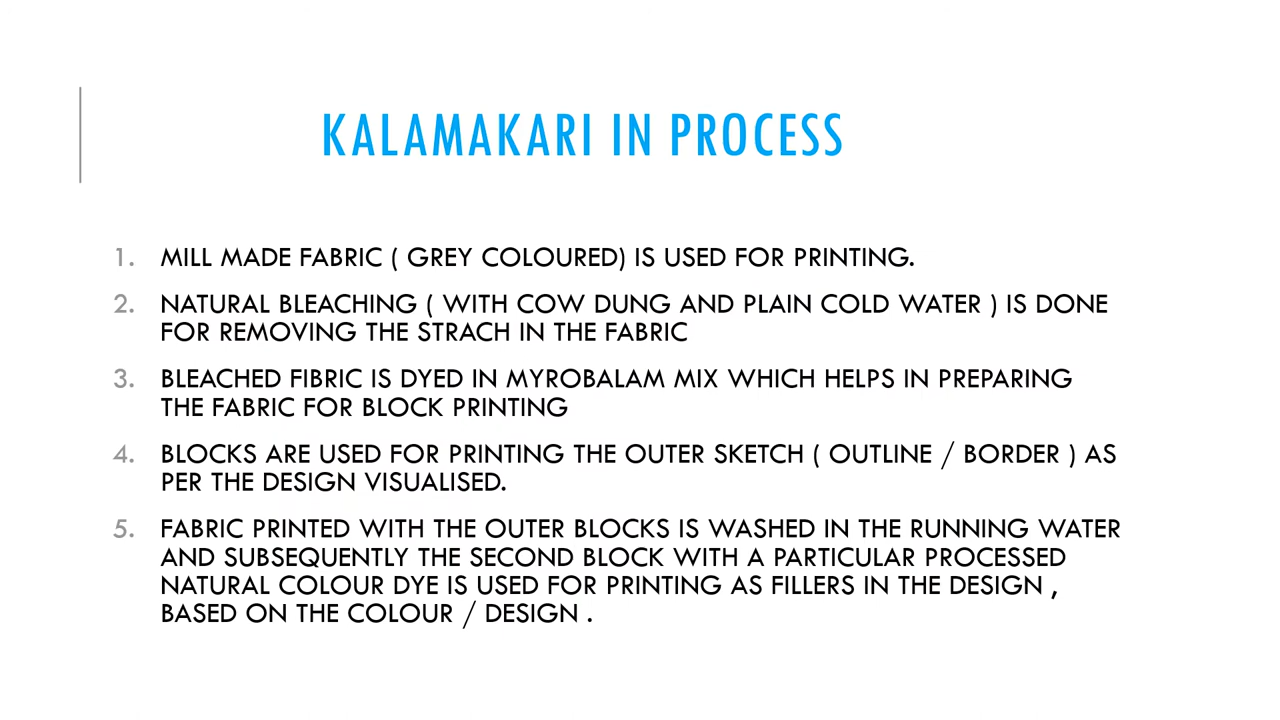 KALAMAKARI IN PROCESS
1. MILL MADE FABRIC ( GREY COLOURED) IS USED FOR PRINTING.
2. NATURAL BLEACHING ( WITH COW DUNG AND PLAIN COLD WATER ) IS DONE
FOR REMOVING THE STRACH IN THE FABRIC
3. BLEACHED FIBRIC IS DYED IN MYROBALAM MIX WHICH HELPS IN PREPARING
THE FABRIC FOR BLOCK PRINTING
4. BLOCKS ARE USED FOR PRINTING THE OUTER SKETCH ( OUTLINE / BORDER ) AS
PER THE DESIGN VISUALISED.
5. FABRIC PRINTED WITH THE OUTER BLOCKS IS WASHED IN THE RUNNING WATER
AND SUBSEQUENTLY THE SECOND BLOCK WITH A PARTICULAR PROCESSED
NATURAL COLOUR DYE IS USED FOR PRINTING AS FILLERS IN THE DESIGN ,
BASED ON THE COLOUR / DESIGN .